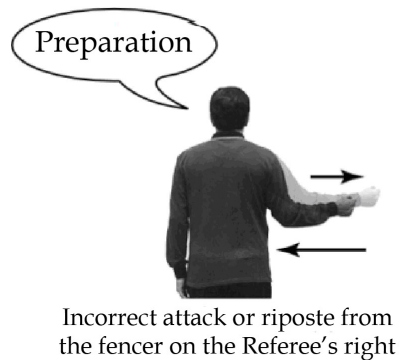 Preparation
Incorrect attack or riposte from
the fencer on the Referee's right